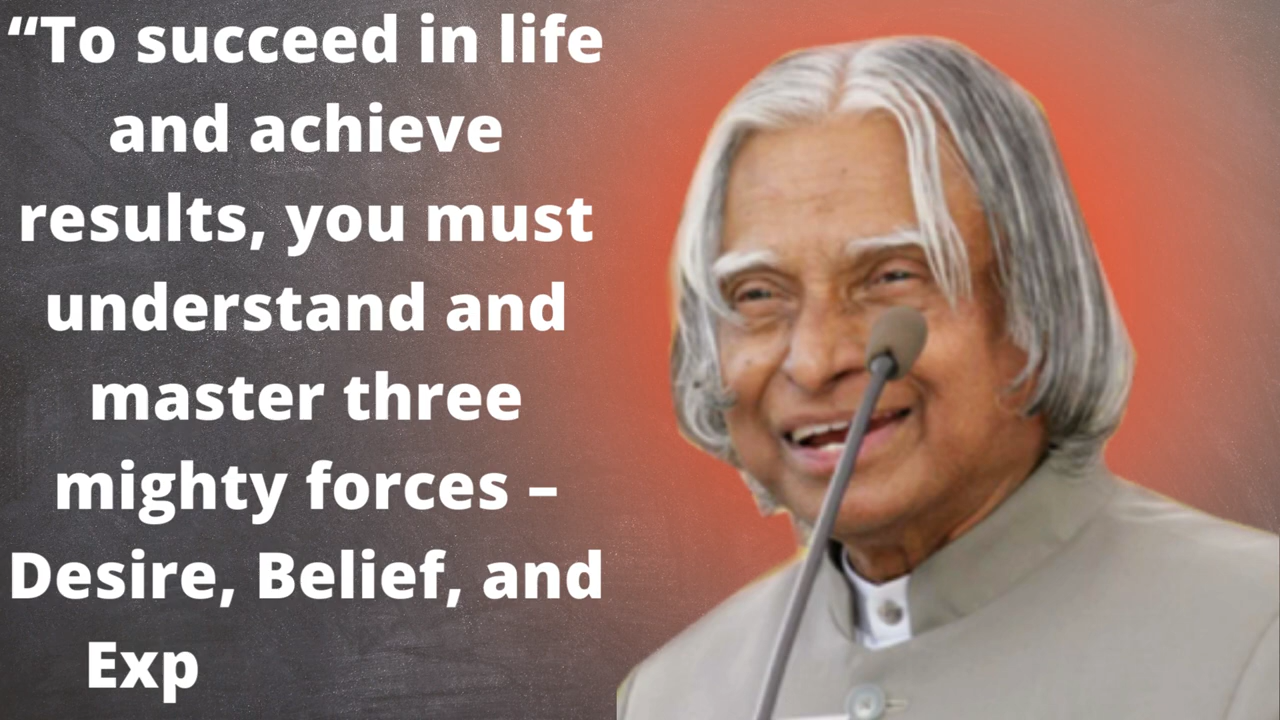 “To succeed in life
and achieve
results, you must
understand and
master three
mighty forces –
Desire, Belief, and
Exp